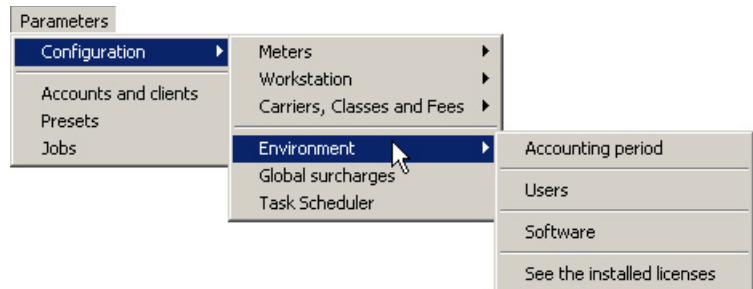 Parameters
Configuration
Accounts and clients
Presets
Jobs
Meters
Workstation
Carriers, Classes and Fees
Environment
Global surcharges
Task Scheduler
Accounting period
Users
Software
See the installed licenses